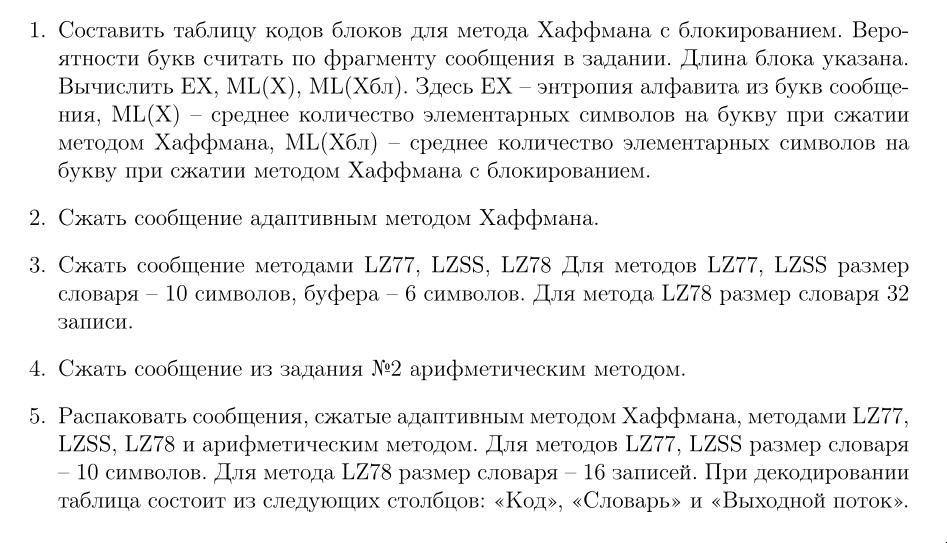 1. Составить таблицу кодов блоков для метода Хаффмана с блокированием. Веро-
ятности букв считать по фрагменту сообщения в задании. Длина блока указана.
Вычислить EX, ML(X), ML(Xбл). Здесь EX – энтропия алфавита из букв сообще-
ния, ML(X) – среднее количество элементарных символов на букву при сжатии
методом Хаффмана, ML(Xбл) – среднее количество элементарных символов на
букву при сжатии методом Хаффмана с блокированием.
2. Сжать сообщение адаптивным методом Хаффмана.
3. Сжать сообщение методами LZ77, LZSS, LZ78 Для методов LZ77, LZSS размер
словаря – 10 символов, буфера – 6 символов. Для метода LZ78 размер словаря 32
записи.
4. Сжать сообщение из задания №2 арифметическим методом.
5. Распаковать сообщения, сжатые адаптивным методом Хаффмана, методами LZ77,
LZSS, LZ78 и арифметическим методом. Для методов LZ77, LZSS размер словаря
– 10 символов. Для метода LZ78 размер словаря – 16 записей. При декодировании
таблица состоит из следующих столбцов: «Код», «Словарь» и «Выходной поток».